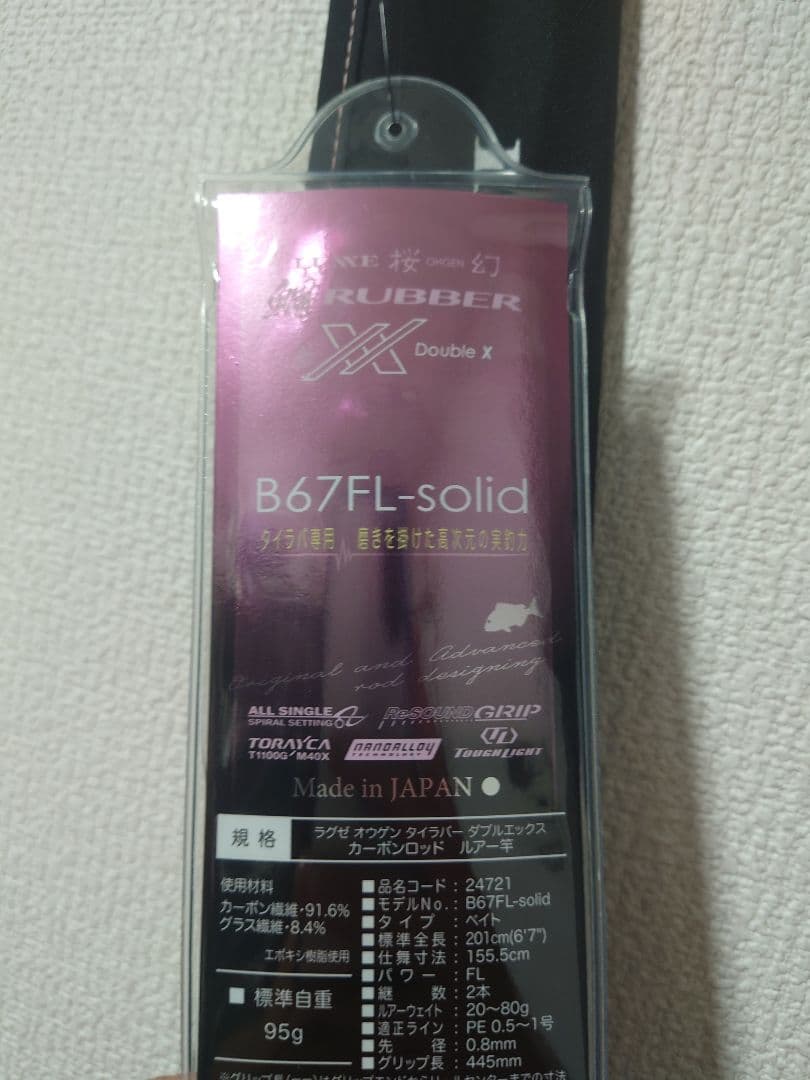 桜 OHGEN 幻
RUBBER
XX Double X
B67FL-solid
タイラバ専用 磨きを掛けた高次元の実釣力
Original and Advanced
rod designing
ALL SINGLE
SPIRAL SETTING
ReSOUND GRIP
TORAYCA
T1100G M40X
NANOALLOY
TECHNOLOGY
TOUGHLIGHT
Made in JAPAN ●
規格
ラグゼ オウゲン タイラバー ダブルエックス
カーボンロッド ルアー竿
使用材料
カーボン繊維・91.6%
グラス繊維・8.4%
エポキシ樹脂使用
■ 標準自重
95g
■品名コード : 24721
■モデルNo. : B67FL-solid
■タイプ : ベイト
■標準全長 : 201cm(6'7")
■仕舞寸法 : 155.5cm
■パワー : FL
■継数 : 2本
■ルアーウェイト : 20〜80g
■適正ライン : PE 0.5〜1号
■先径 : 0.8mm
■グリップ長 : 445mm